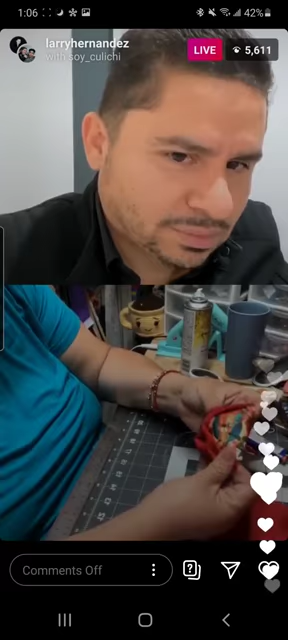 1:06
42%
larryhernandez
with soy_culichi
LIVE
5,611
Comments Off